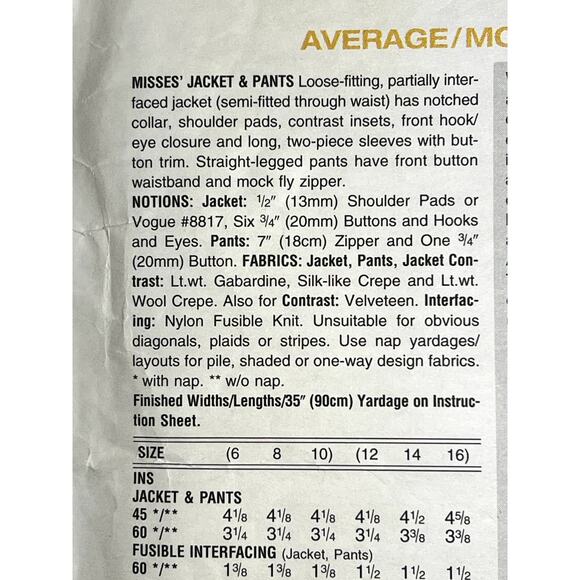 AVERAGE/MO
MISSES' JACKET & PANTS Loose-fitting, partially inter-
faced jacket (semi-fitted through waist) has notched
collar, shoulder pads, contrast insets, front hook/
eye closure and long, two-piece sleeves with but-
ton trim. Straight-legged pants have front button
waistband and mock fly zipper.
NOTIONS: Jacket: 1/2" (13mm) Shoulder Pads or
Vogue #8817, Six 3/4" (20mm) Buttons and Hooks
and Eyes. Pants: 7" (18cm) Zipper and One 3/4"
(20mm) Button. FABRICS: Jacket, Pants, Jacket Con-
trast: Lt.wt. Gabardine, Silk-like Crepe and Lt.wt.
Wool Crepe. Also for Contrast: Velveteen. Interfac-
ing: Nylon Fusible Knit. Unsuitable for obvious
diagonals, plaids or stripes. Use nap yardages/
layouts for pile, shaded or one-way design fabrics.
* with nap. ** w/o nap.
Finished Widths/Lengths/35" (90cm) Yardage on Instruc-
tion Sheet.
SIZE (6 8 10) (12 14 16)
INS
JACKET & PANTS
45 */** 4 1/8 4 1/8 4 1/8 4 1/8 4 1/2 4 5/8
60 */** 3 1/4 3 1/4 3 1/4 3 1/4 3 3/8 3 3/8
FUSIBLE INTERFACING (Jacket, Pants)
60 */** 1 3/8 1 3/8 1 3/8 1 1/2 1 1/2 1 1/2